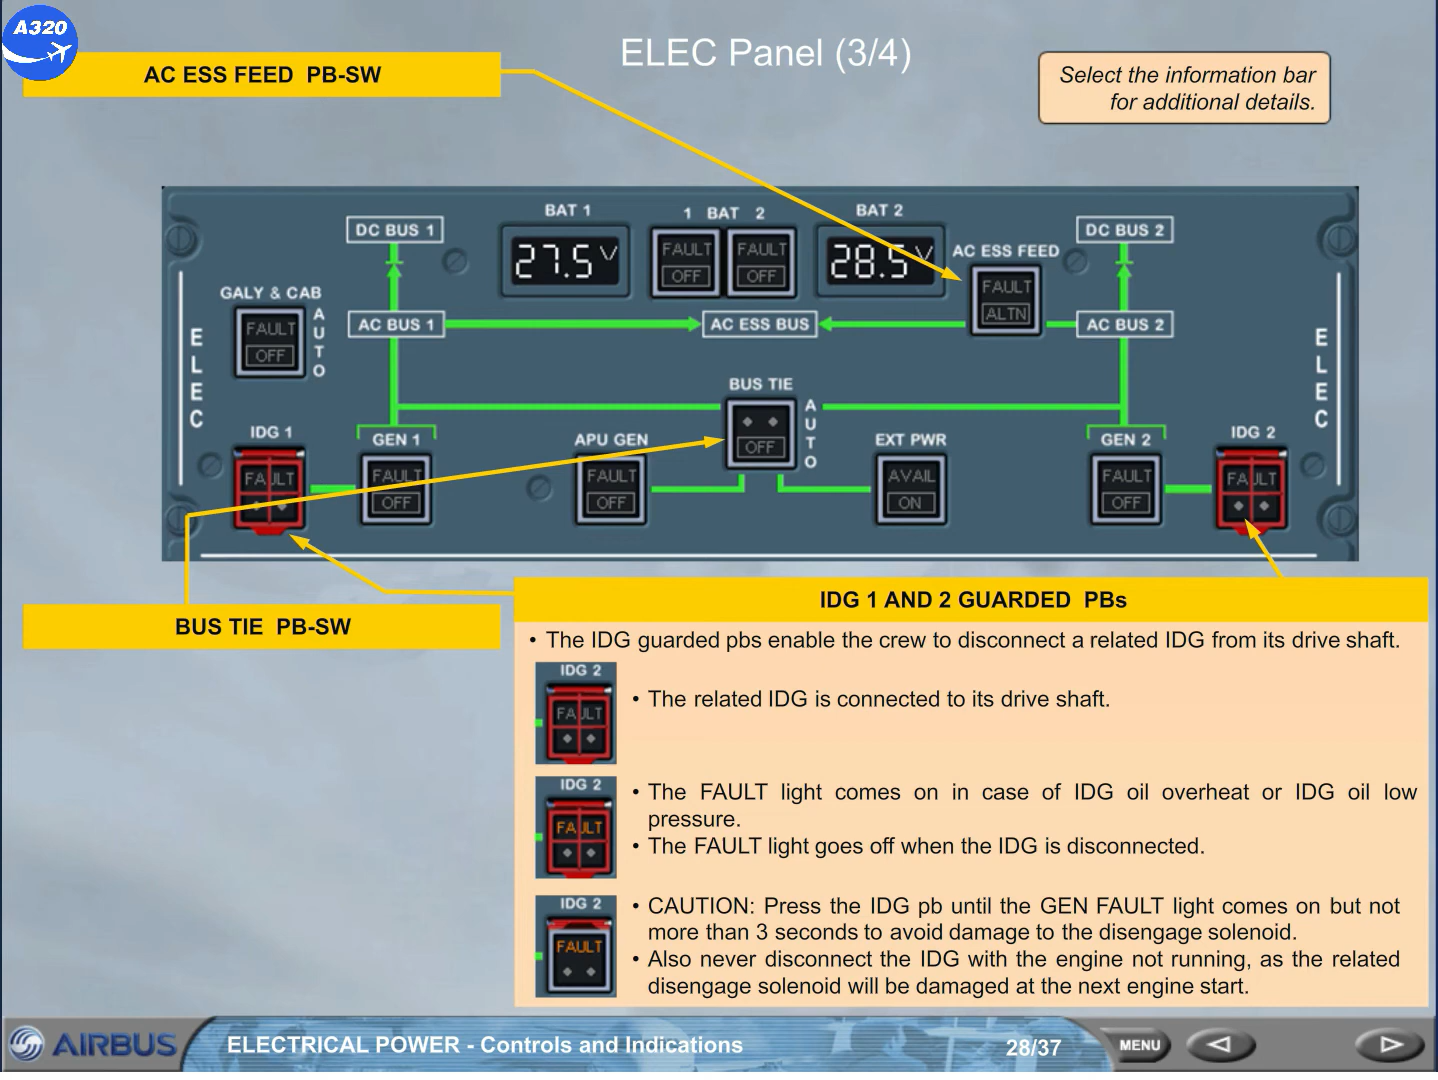 A320
ELEC Panel (3/4)
AC ESS FEED PB-SW
Select the information bar
for additional details.
BAT 1
1 BAT 2
BAT 2
DC BUS 1
27.5 V
FAULT
OFF
FAULT
OFF
28.5 V
AC ESS FEED
FAULT
ALTN
DC BUS 2
GALY & CAB
FAULT
OFF
AUTO
AC BUS 1
AC ESS BUS
AC BUS 2
ELEC
ELEC
BUS TIE
OFF
AUTO
IDG 1
FAULT
GEN 1
FAULT
OFF
APU GEN
FAULT
OFF
EXT PWR
AVAIL
ON
GEN 2
FAULT
OFF
IDG 2
FAULT
BUS TIE PB-SW
IDG 1 AND 2 GUARDED PBs
• The IDG guarded pbs enable the crew to disconnect a related IDG from its drive shaft.
IDG 2
FAULT
• The related IDG is connected to its drive shaft.
IDG 2
FAULT
• The FAULT light comes on in case of IDG oil overheat or IDG oil low
pressure.
• The FAULT light goes off when the IDG is disconnected.
IDG 2
FAULT
• CAUTION: Press the IDG pb until the GEN FAULT light comes on but not
more than 3 seconds to avoid damage to the disengage solenoid.
• Also never disconnect the IDG with the engine not running, as the related
disengage solenoid will be damaged at the next engine start.
AIRBUS
ELECTRICAL POWER - Controls and Indications
28/37
MENU